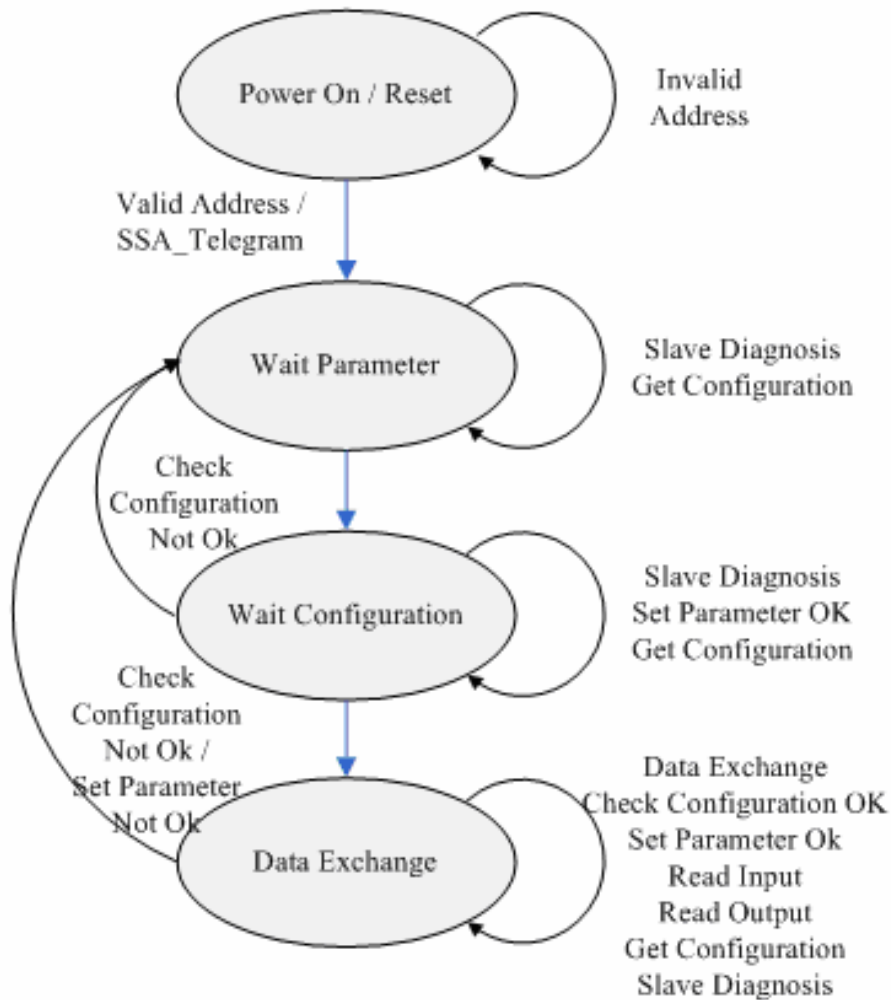 Power On / Reset
Invalid
Address
Valid Address /
SSA_Telegram
Wait Parameter
Slave Diagnosis
Get Configuration
Check
Configuration
Not Ok
Wait Configuration
Slave Diagnosis
Set Parameter OK
Get Configuration
Check
Configuration
Not Ok /
Set Parameter
Not Ok
Data Exchange
Data Exchange
Check Configuration OK
Set Parameter Ok
Read Input
Read Output
Get Configuration
Slave Diagnosis